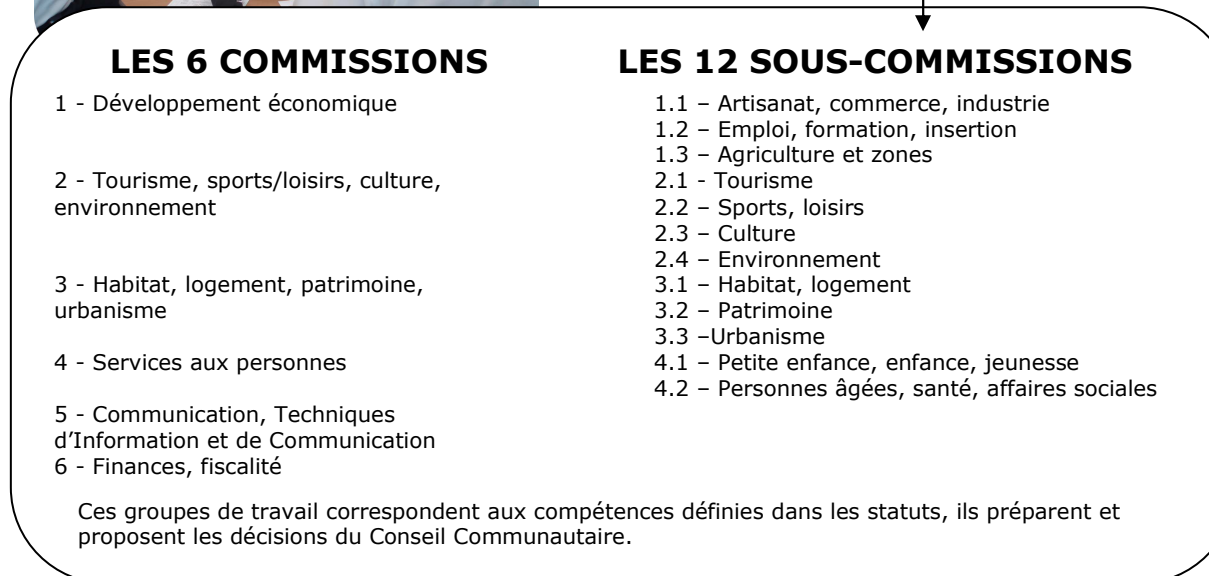 LES 6 COMMISSIONS
1 - Développement économique
2 - Tourisme, sports/loisirs, culture,
environnement
3 - Habitat, logement, patrimoine,
urbanisme
4 - Services aux personnes
5 - Communication, Techniques
d'Information et de Communication
6 - Finances, fiscalité
LES 12 SOUS-COMMISSIONS
1.1 – Artisanat, commerce, industrie
1.2 – Emploi, formation, insertion
1.3 – Agriculture et zones
2.1 - Tourisme
2.2 – Sports, loisirs
2.3 – Culture
2.4 – Environnement
3.1 – Habitat, logement
3.2 – Patrimoine
3.3 –Urbanisme
4.1 – Petite enfance, enfance, jeunesse
4.2 – Personnes âgées, santé, affaires sociales
Ces groupes de travail correspondent aux compétences définies dans les statuts, ils préparent et
proposent les décisions du Conseil Communautaire.